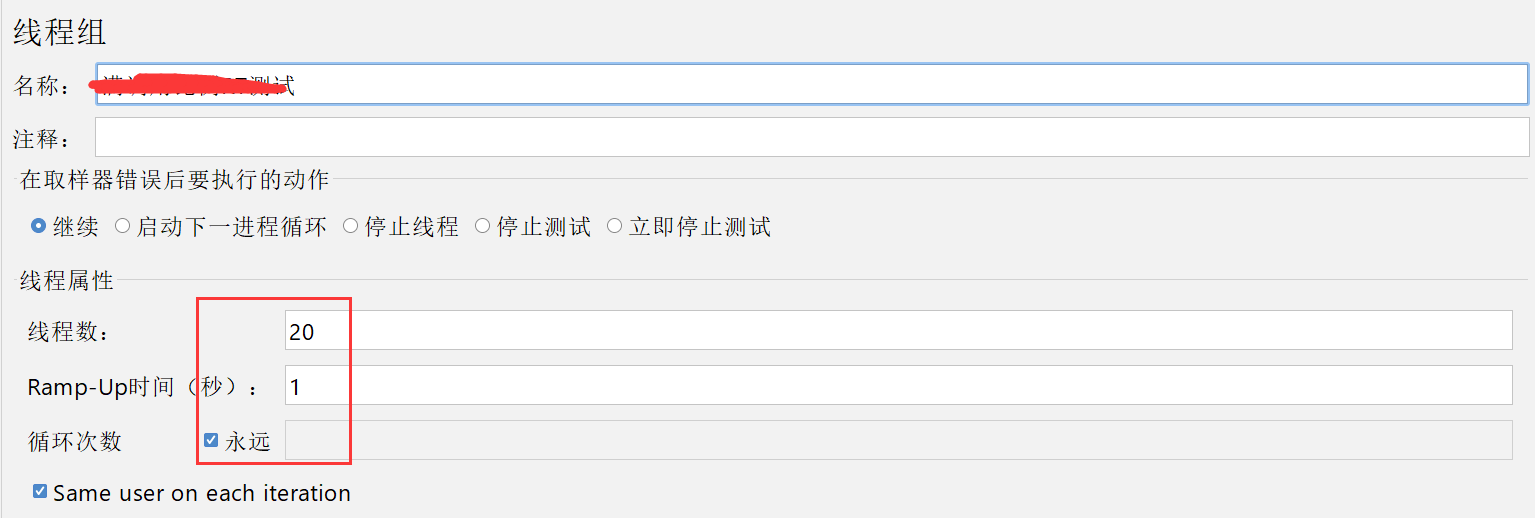 线程组
名称： 测试
注释：
在取样器错误后要执行的动作
继续 启动下一进程循环 停止线程 停止测试 立即停止测试
线程属性
线程数： 20
Ramp-Up时间（秒）： 1
循环次数 永远
Same user on each iteration